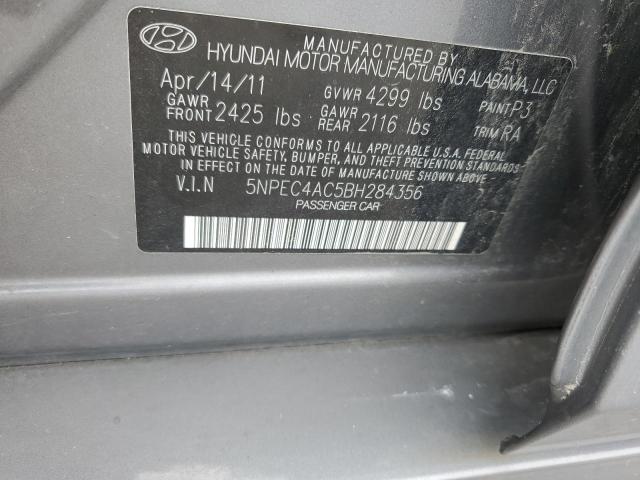 MANUFACTURED BY
HYUNDAI MOTOR MANUFACTURING ALABAMA, LLC
Apr/14/11 GVWR 4299 lbs PAINT P3
GAWR FRONT 2425 lbs GAWR REAR 2116 lbs TRIM RA
THIS VEHICLE CONFORMS TO ALL APPLICABLE U.S.A. FEDERAL
MOTOR VEHICLE SAFETY, BUMPER, AND THEFT PREVENTION STANDARDS
IN EFFECT ON THE DATE OF MANUFACTURE SHOWN ABOVE.
V.I.N 5NPEC4AC5BH284356
PASSENGER CAR